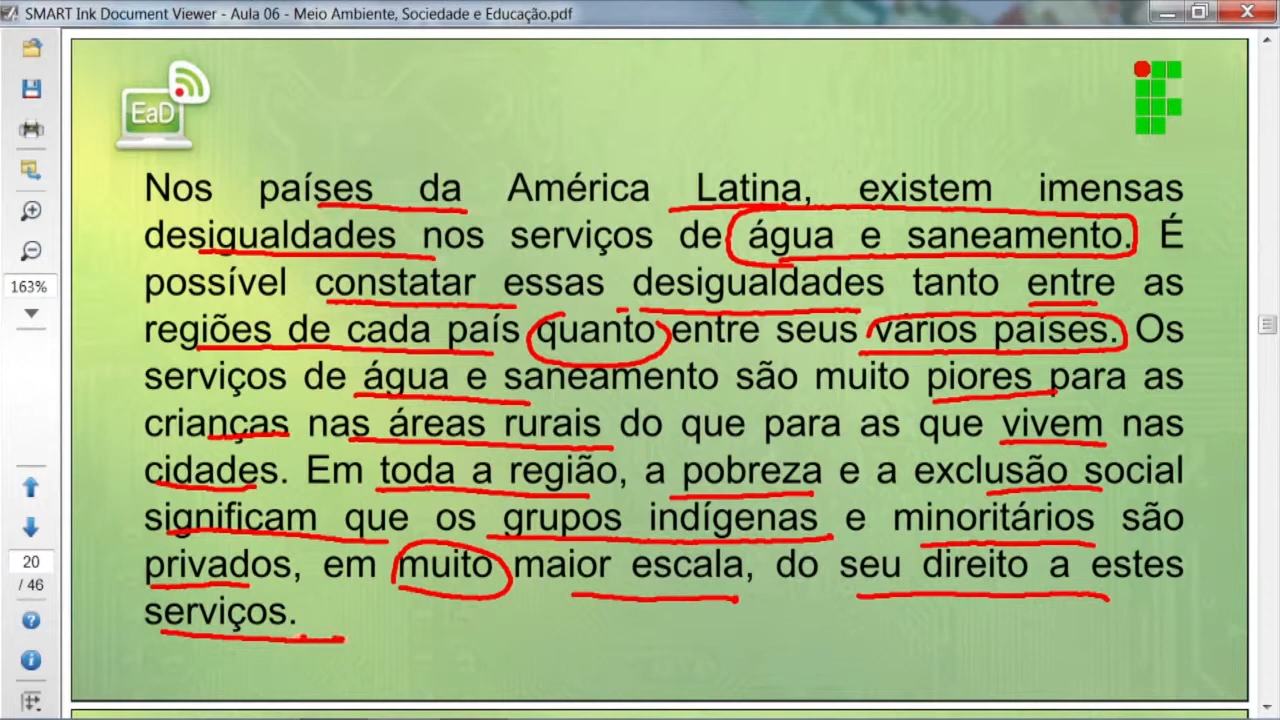 SMART Ink Document Viewer - Aula 06 - Meio Ambiente, Sociedade e Educação.pdf
EaD
Nos países da América Latina, existem imensas
desigualdades nos serviços de água e saneamento. É
possível constatar essas desigualdades tanto entre as
regiões de cada país quanto entre seus vários países. Os
serviços de água e saneamento são muito piores para as
crianças nas áreas rurais do que para as que vivem nas
cidades. Em toda a região, a pobreza e a exclusão social
significam que os grupos indígenas e minoritários são
privados, em muito maior escala, do seu direito a estes
serviços.
163%
20
/ 46